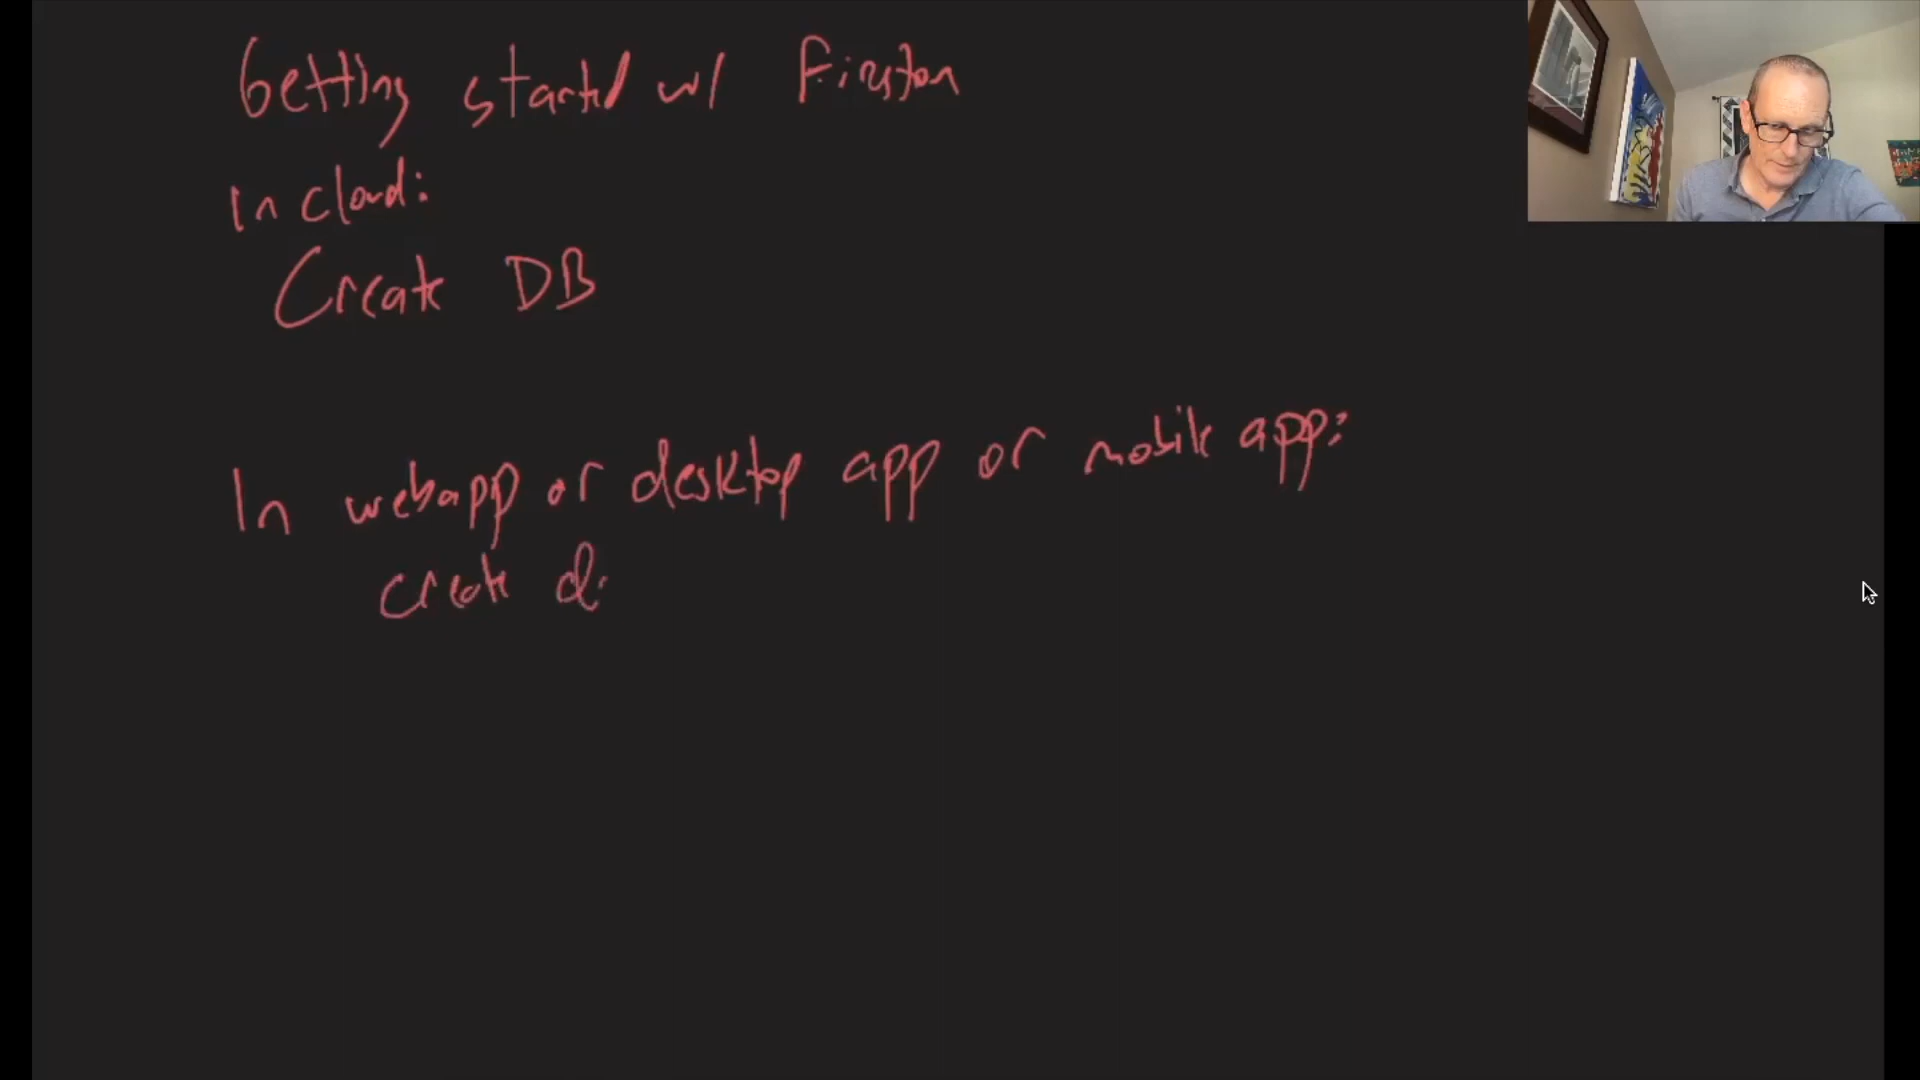 Getting started w/ Firestore
In cloud:
Create DB
In webapp or desktop app or mobile app:
create d